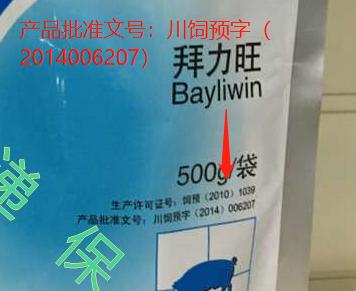 产品批准文号：川饲预字（
2014006207）
拜力旺
Bayliwin
500g/袋
生产许可证号：饲预（2010）1039
产品批准文号：川饲预字（2014）006207
递
保